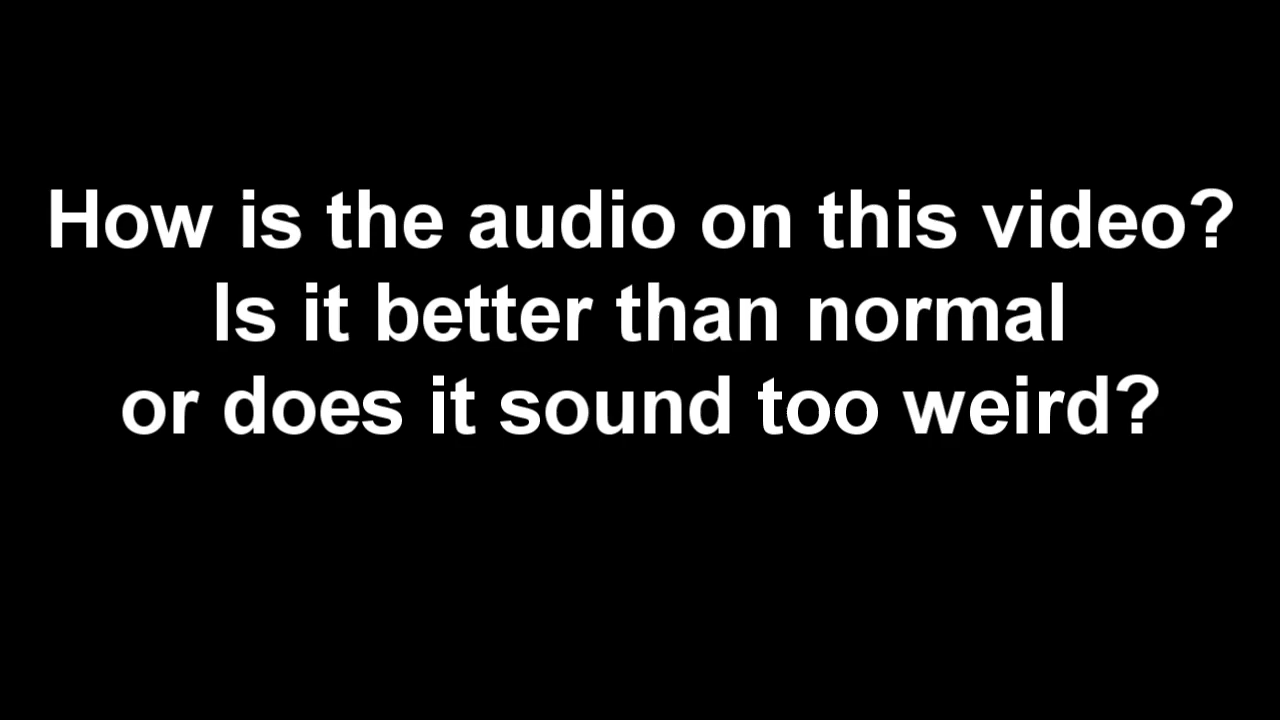 How is the audio on this video?
Is it better than normal
or does it sound too weird?